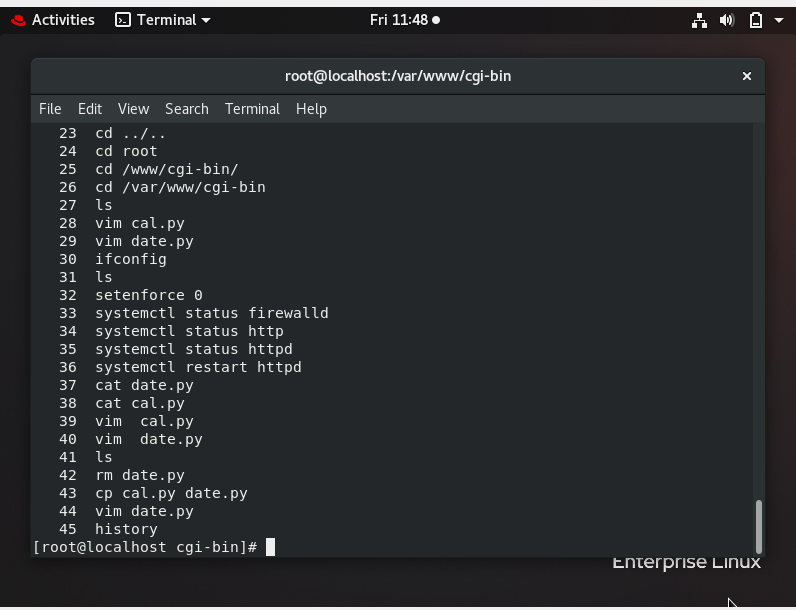 Activities Terminal Fri 11:48
root@localhost:/var/www/cgi-bin
File Edit View Search Terminal Help
23 cd ../..
24 cd root
25 cd /www/cgi-bin/
26 cd /var/www/cgi-bin
27 ls
28 vim cal.py
29 vim date.py
30 ifconfig
31 ls
32 setenforce 0
33 systemctl status firewalld
34 systemctl status http
35 systemctl status httpd
36 systemctl restart httpd
37 cat date.py
38 cat cal.py
39 vim  cal.py
40 vim  date.py
41 ls
42 rm date.py
43 cp cal.py date.py
44 vim date.py
45 history
[root@localhost cgi-bin]#
Enterprise Linux